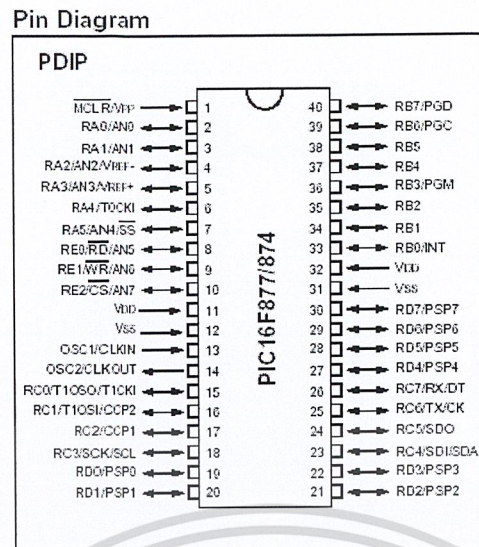 Pin Diagram
PDIP
MCLR/VPP 1
RA0/AN0 2
RA1/AN1 3
RA2/AN2/VREF- 4
RA3/AN3/VREF+ 5
RA4/T0CKI 6
RA5/AN4/SS 7
RE0/RD/AN5 8
RE1/WR/AN6 9
RE2/CS/AN7 10
VDD 11
VSS 12
OSC1/CLKIN 13
OSC2/CLKOUT 14
RC0/T1OSO/T1CKI 15
RC1/T1OSI/CCP2 16
RC2/CCP1 17
RC3/SCK/SCL 18
RD0/PSP0 19
RD1/PSP1 20
PIC16F877/874
40 RB7/PGD
39 RB6/PGC
38 RB5
37 RB4
36 RB3/PGM
35 RB2
34 RB1
33 RB0/INT
32 VDD
31 VSS
30 RD7/PSP7
29 RD6/PSP6
28 RD5/PSP5
27 RD4/PSP4
26 RC7/RX/DT
25 RC6/TX/CK
24 RC5/SDO
23 RC4/SDI/SDA
22 RD3/PSP3
21 RD2/PSP2